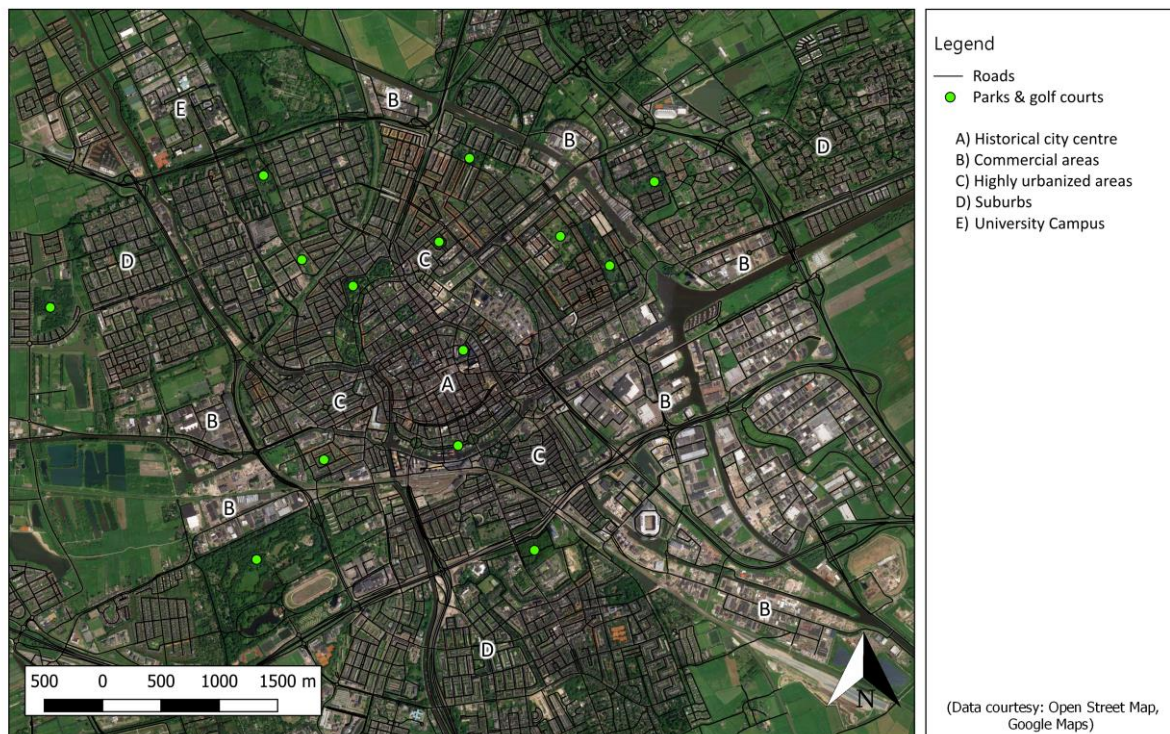 E
B
B
D
D
C
B
A
C
B
B
C
B
B
D
500 0 500 1000 1500 m
N
Legend
Roads
Parks & golf courts
A) Historical city centre
B) Commercial areas
C) Highly urbanized areas
D) Suburbs
E) University Campus
(Data courtesy: Open Street Map,
Google Maps)